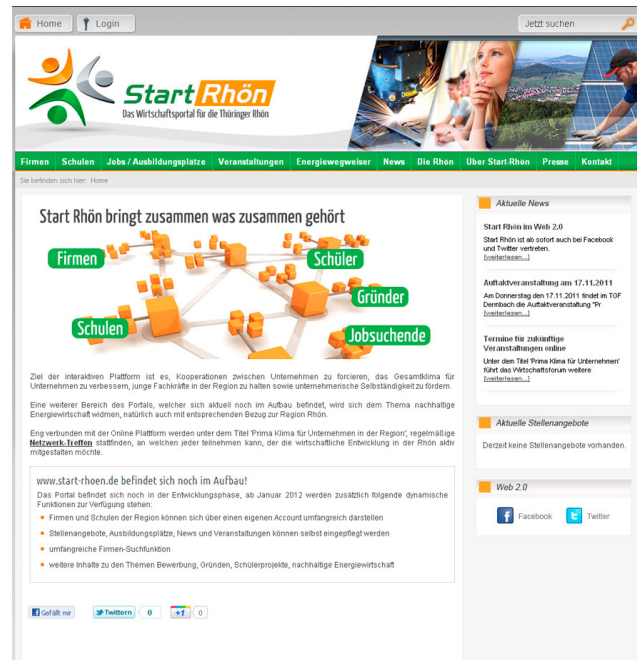 Home
Login
Jetzt suchen
Start Rhön
Das Wirtschaftsportal für die Thüringer Rhön
Firmen Schulen Jobs / Ausbildungsplätze Veranstaltungen Energiewegweiser News Die Rhön Über Start-Rhön Presse Kontakt
Sie befinden sich hier: Home
Start Rhön bringt zusammen was zusammen gehört
Firmen
Schüler
Gründer
Schulen
Jobsuchende
Ziel der interaktiven Plattform ist es, Kooperationen zwischen Unternehmen zu forcieren, das Gesamtklima für
Unternehmen zu verbessern, junge Fachkräfte in der Region zu halten sowie unternehmerische Selbständigkeit zu fördern.
Eine weiterer Bereich des Portals, welcher sich aktuell noch im Aufbau befindet, wird sich dem Thema nachhaltige
Energiewirtschaft widmen, natürlich auch mit entsprechenden Bezug zur Region Rhön.
Eng verbunden mit der Online Plattform werden unter dem Titel 'Prima Klima für Unternehmen in der Region', regelmäßige
Netzwerk-Treffen stattfinden, an welchen jeder teilnehmen kann, der die wirtschaftliche Entwicklung in der Rhön aktiv
mitgestalten möchte.
www.start-rhoen.de befindet sich noch im Aufbau!
Das Portal befindet sich noch in der Entwicklungsphase, ab Januar 2012 werden zusätzlich folgende dynamische
Funktionen zur Verfügung stehen:
Firmen und Schulen der Region können sich über einen eigenen Account umfangreich darstellen
Stellenangebote, Ausbildungsplätze, News und Veranstaltungen können selbst eingepflegt werden
umfangreiche Firmen-Suchfunktion
weitere Inhalte zu den Themen Bewerbung, Gründen, Schülerprojekte, nachhaltige Energiewirtschaft
Gefällt mir
Twittern 0
+1 0
Aktuelle News
Start Rhön im Web 2.0
Start Rhön ist ab sofort auch bei Facebook
und Twitter vertreten.
[weiterlesen...]
Auftaktveranstaltung am 17.11.2011
Am Donnerstag den 17.11.2011 findet im TGF
Dermbach die Auftaktveranstaltung "Pr
[weiterlesen...]
Termine für zukünftige
Veranstaltungen online
Unter dem Titel 'Prima Klima für Unternehmen'
führt das Wirtschaftsforum weitere
[weiterlesen...]
Aktuelle Stellenangebote
Derzeit keine Stellenangebote vorhanden.
Web 2.0
Facebook
Twitter